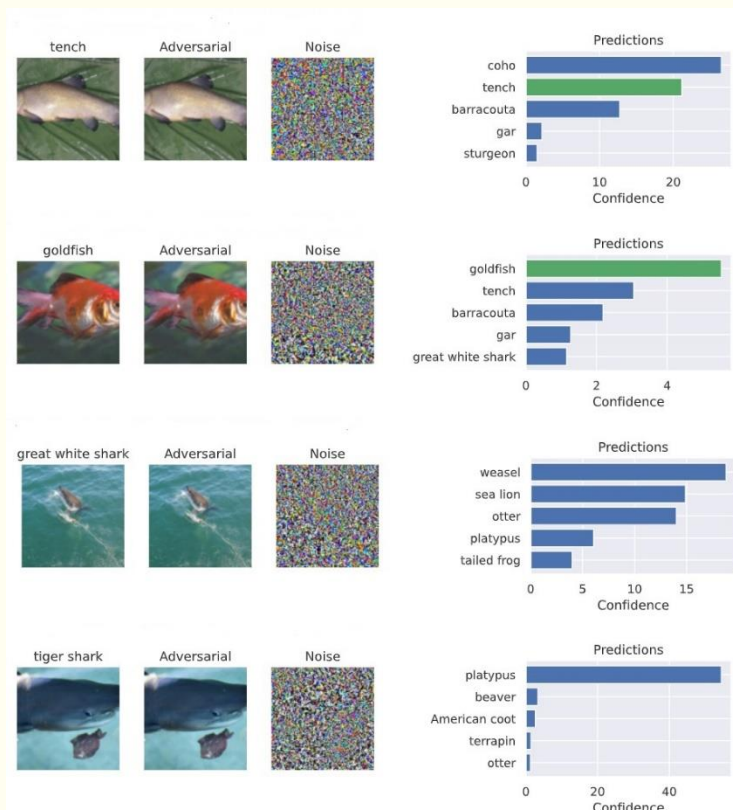 tench Adversarial Noise Predictions
coho
tench
barracouta
gar
sturgeon
0 10 20
Confidence
goldfish Adversarial Noise Predictions
goldfish
tench
barracouta
gar
great white shark
0 2 4
Confidence
great white shark Adversarial Noise Predictions
weasel
sea lion
otter
platypus
tailed frog
0 5 10 15
Confidence
tiger shark Adversarial Noise Predictions
platypus
beaver
American coot
terrapin
otter
0 20 40
Confidence